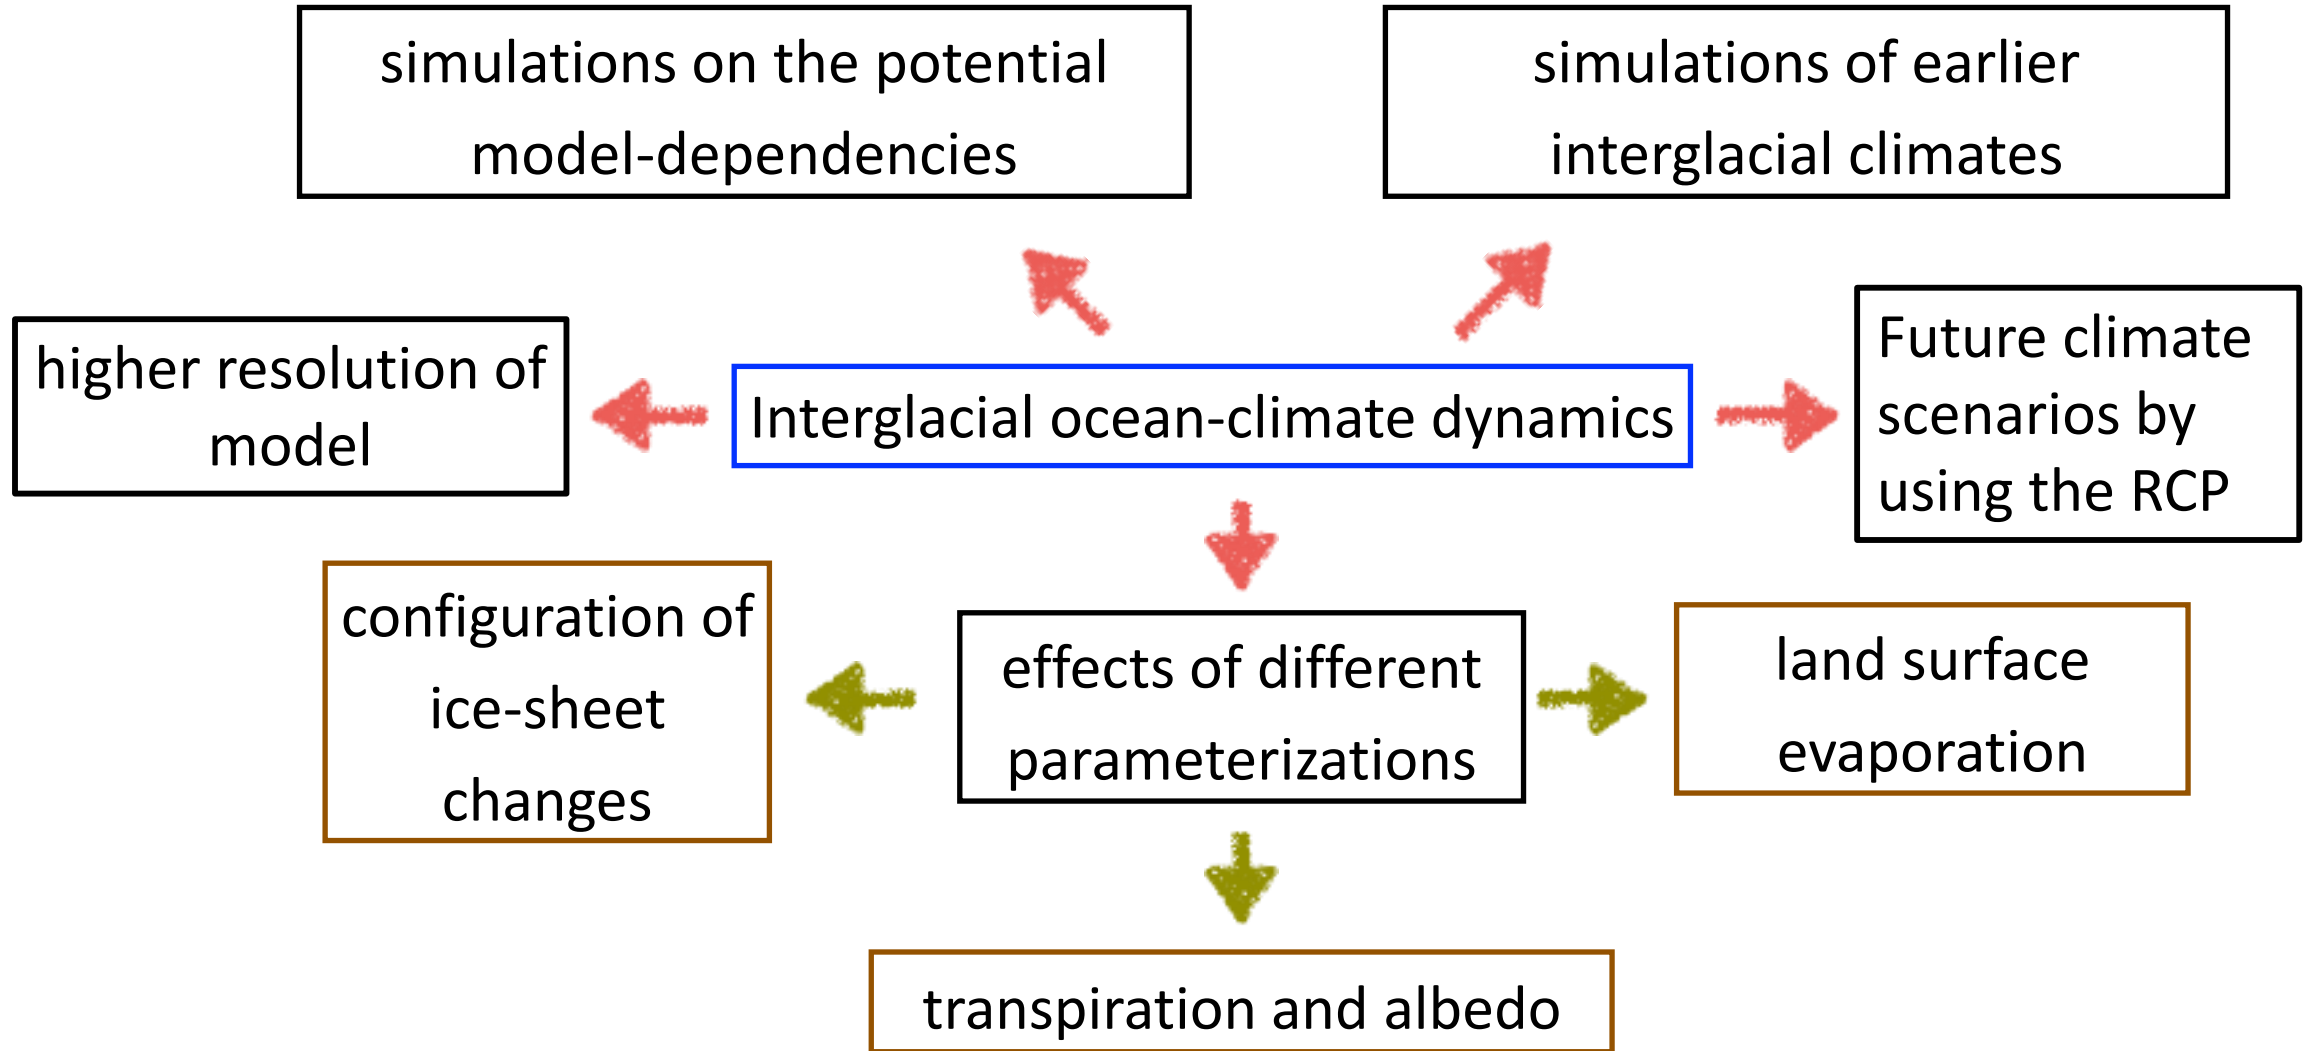 simulations on the potential
model-dependencies
simulations of earlier
interglacial climates
higher resolution of
model
Interglacial ocean-climate dynamics
Future climate
scenarios by
using the RCP
configuration of
ice-sheet
changes
effects of different
parameterizations
land surface
evaporation
transpiration and albedo